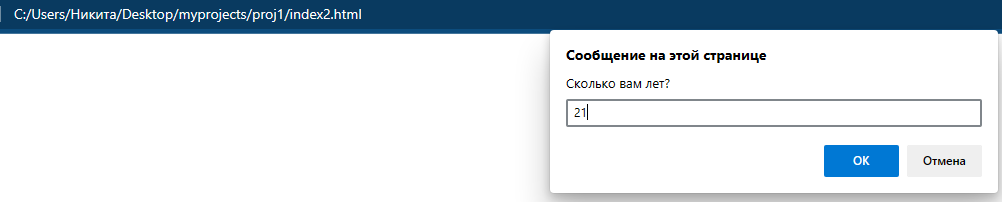 C:/Users/Никита/Desktop/myprojects/proj1/index2.html
Сообщение на этой странице
Сколько вам лет?
21
ОК
Отмена